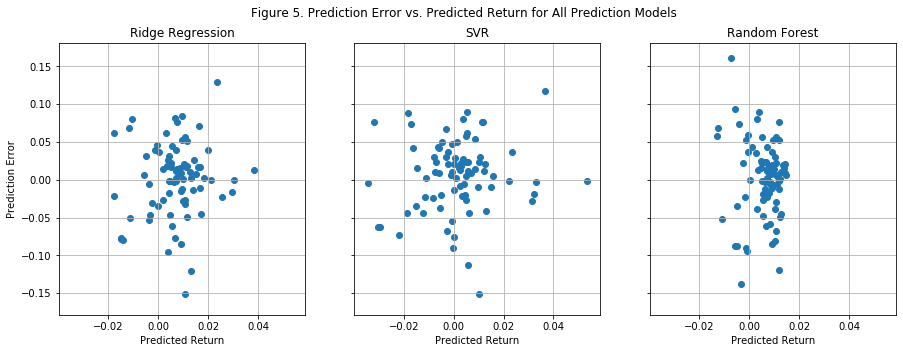 Figure 5. Prediction Error vs. Predicted Return for All Prediction Models
Ridge Regression
SVR
Random Forest
Prediction Error
0.15
0.10
0.05
0.00
−0.05
−0.10
−0.15
−0.02 0.00 0.02 0.04
−0.02 0.00 0.02 0.04
−0.02 0.00 0.02 0.04
Predicted Return
Predicted Return
Predicted Return